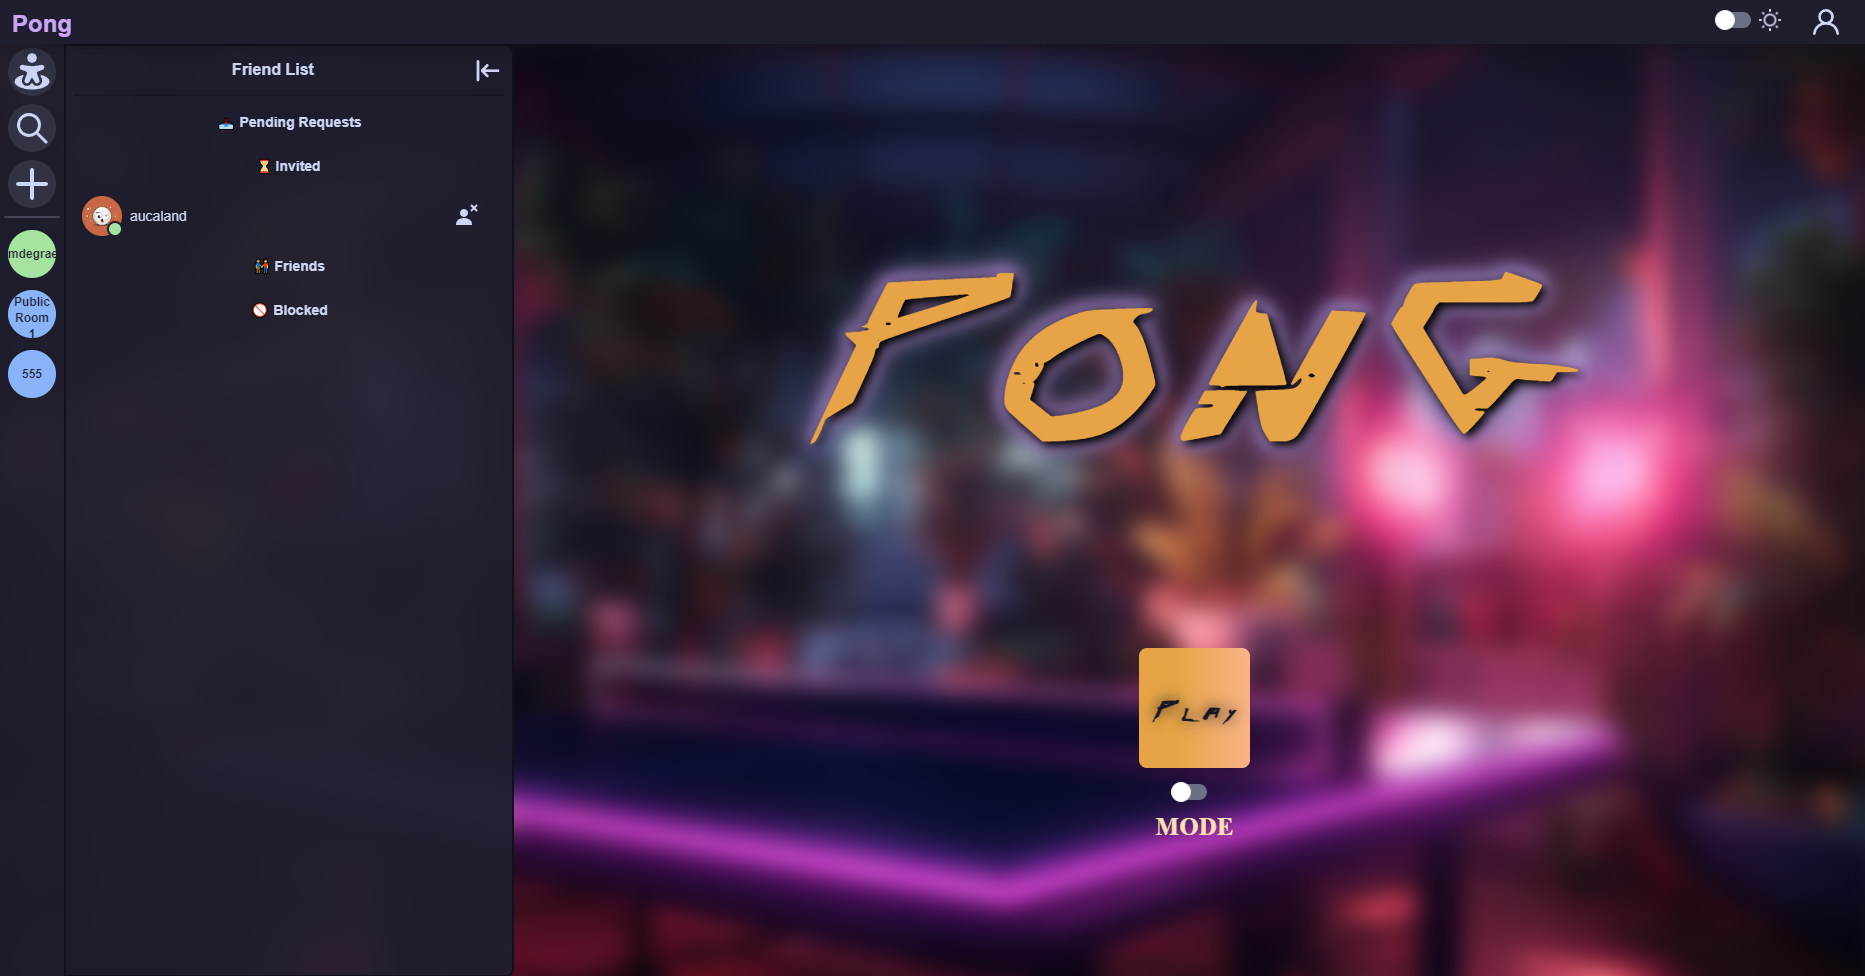 Pong
Friend List
Pending Requests
Invited
aucaland
Friends
Blocked
mdegrae
Public
Room
1
555
PONG
PLAY
MODE